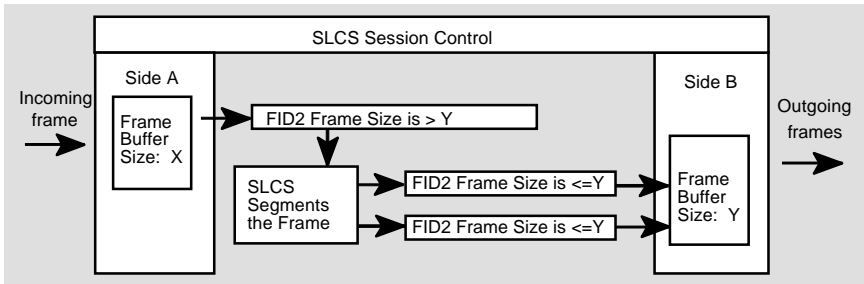 SLCS Session Control
Side A
Side B
Incoming
frame
Frame
Buffer
Size: X
FID2 Frame Size is > Y
SLCS
Segments
the Frame
FID2 Frame Size is <=Y
FID2 Frame Size is <=Y
Frame
Buffer
Size: Y
Outgoing
frames